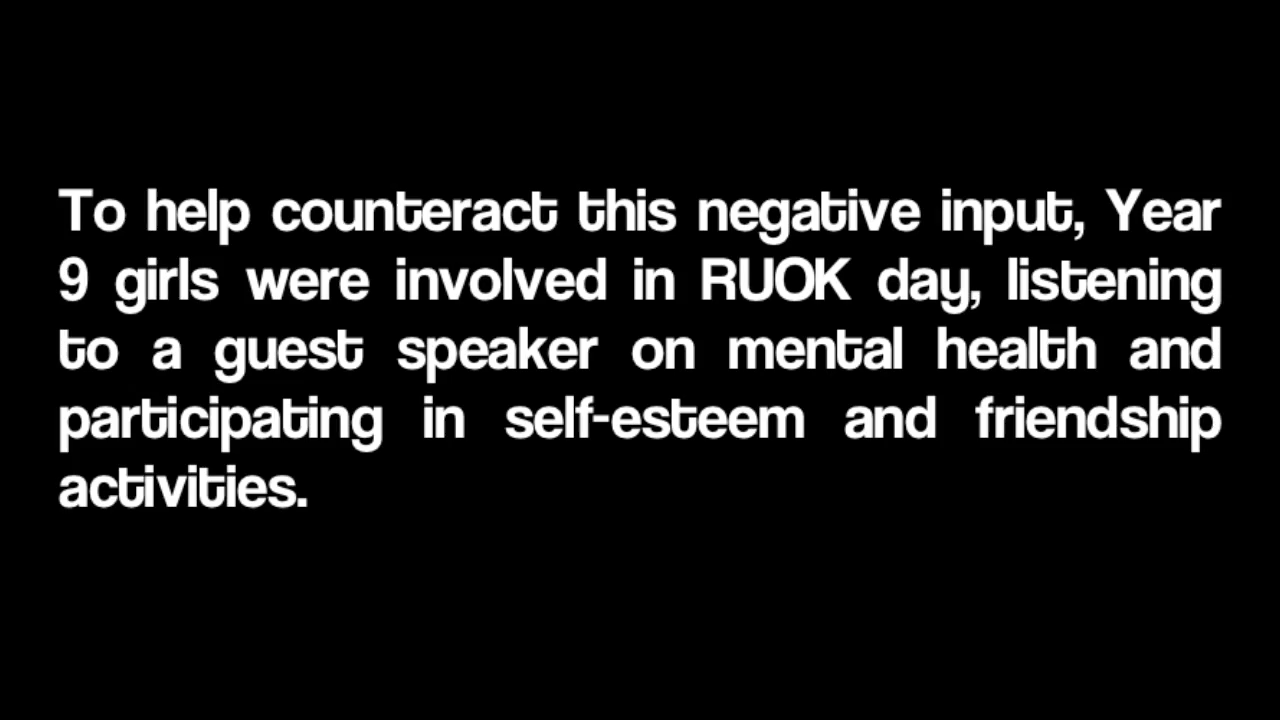 To help counteract this negative input, Year
9 girls were involved in RUOK day, listening
to a guest speaker on mental health and
participating in self-esteem and friendship
activities.